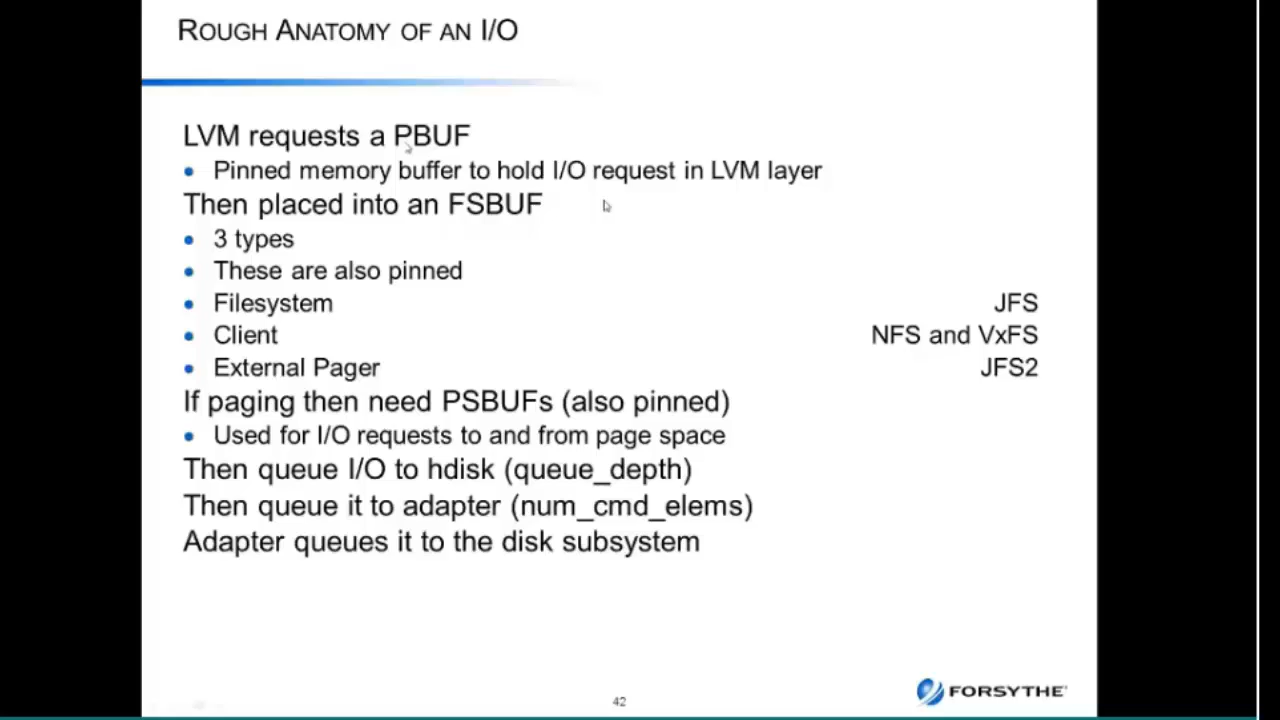 ROUGH ANATOMY OF AN I/O
LVM requests a PBUF
• Pinned memory buffer to hold I/O request in LVM layer
Then placed into an FSBUF
• 3 types
• These are also pinned
• Filesystem JFS
• Client NFS and VxFS
• External Pager JFS2
If paging then need PSBUFs (also pinned)
• Used for I/O requests to and from page space
Then queue I/O to hdisk (queue_depth)
Then queue it to adapter (num_cmd_elems)
Adapter queues it to the disk subsystem
42
FORSYTHE